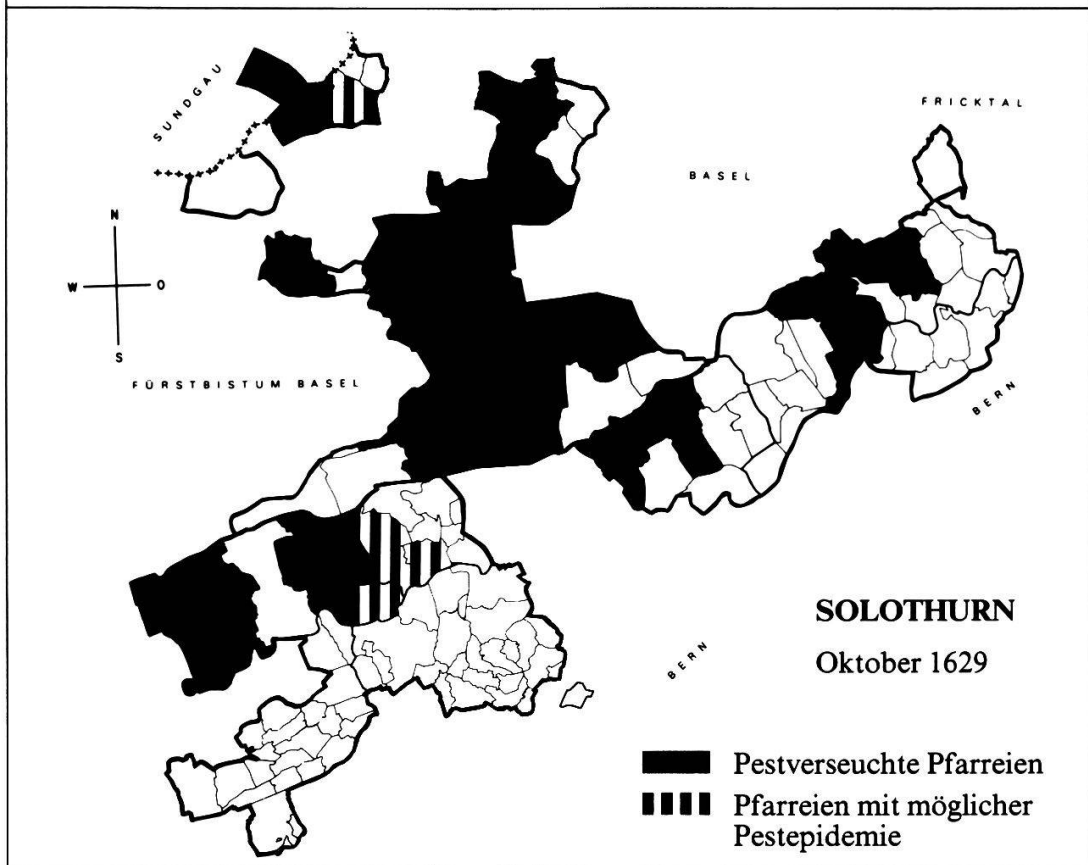 SUNDGAU
FRICKTAL
BASEL
N
W O
S
FÜRSTBISTUM BASEL
BERN
SOLOTHURN
Oktober 1629
BERN
Pestverseuchte Pfarreien
Pfarreien mit möglicher
Pestepidemie